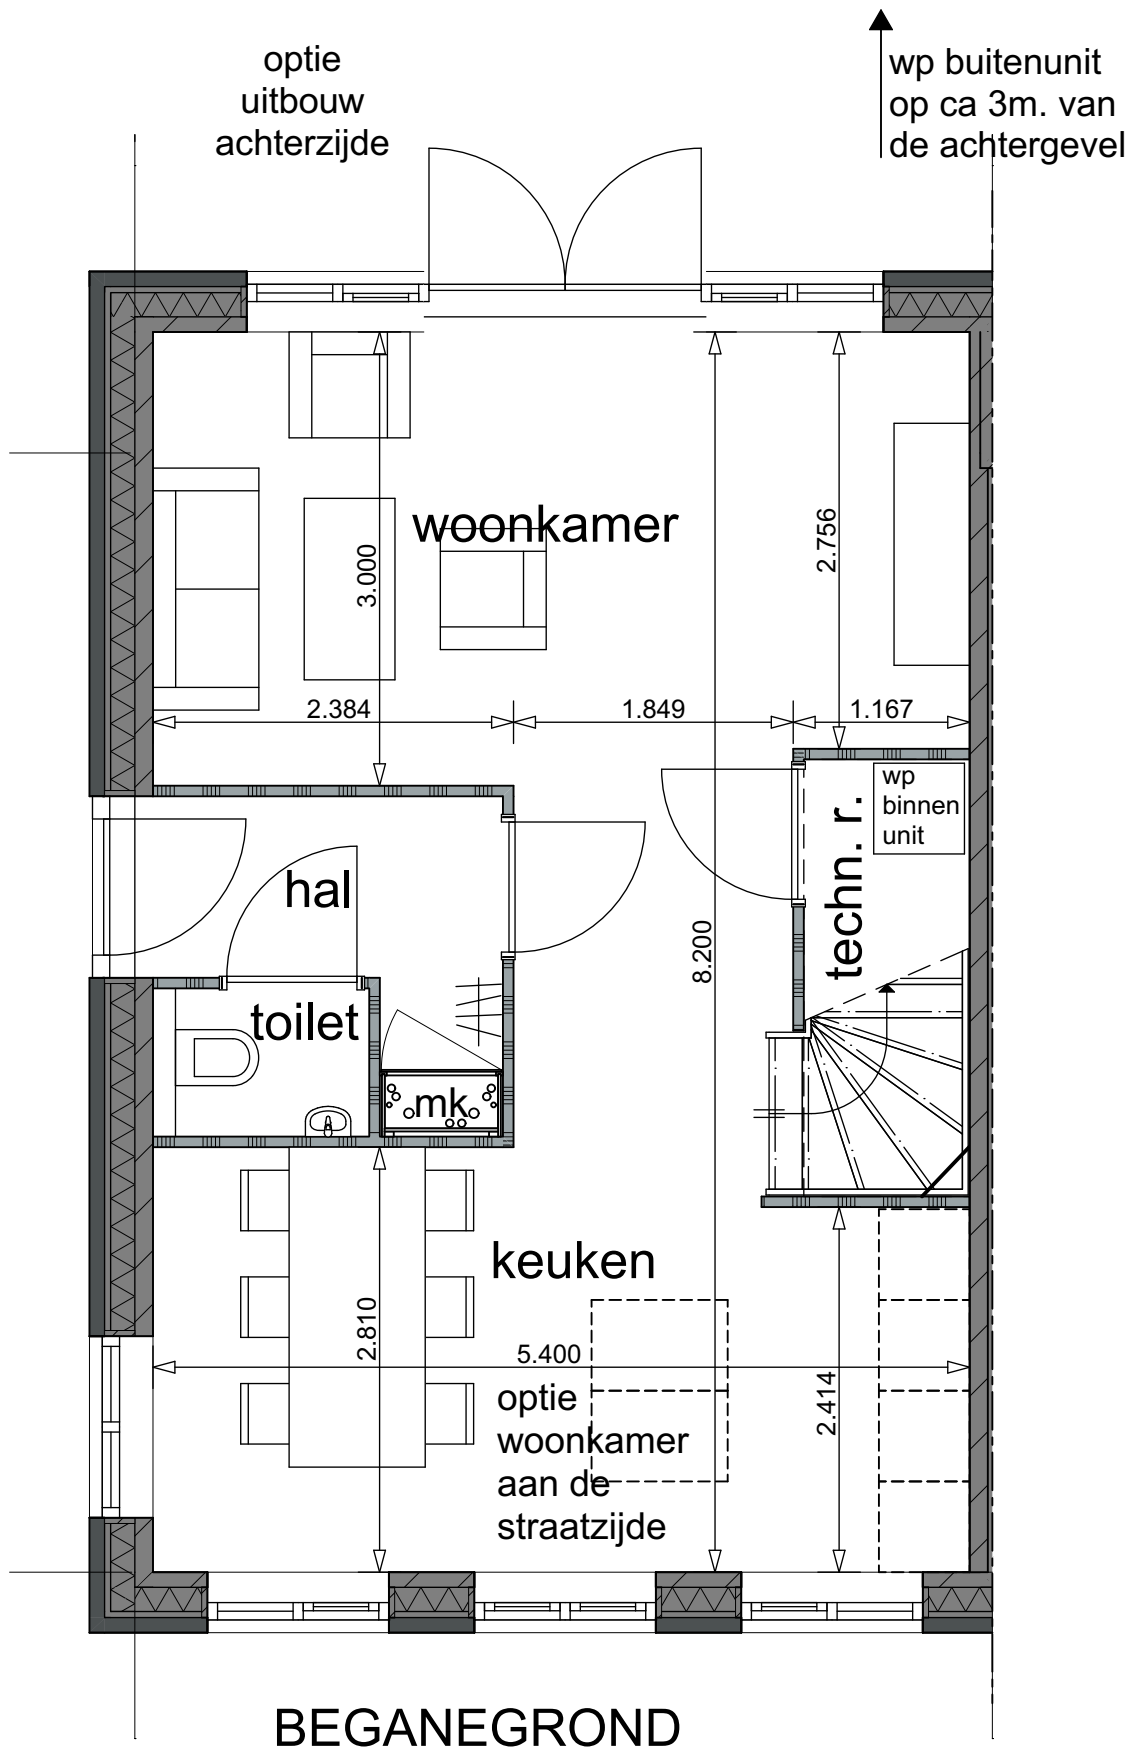 optie
uitbouw
achterzijde
wp buitenunit
op ca 3m. van
de achtergevel
woonkamer
3.000
2.756
2.384
1.849
1.167
wp
binnen
unit
techn. r.
hal
8.200
toilet
mk
keuken
2.810
5.400
2.414
optie
woonkamer
aan de
straatzijde
BEGANEGROND